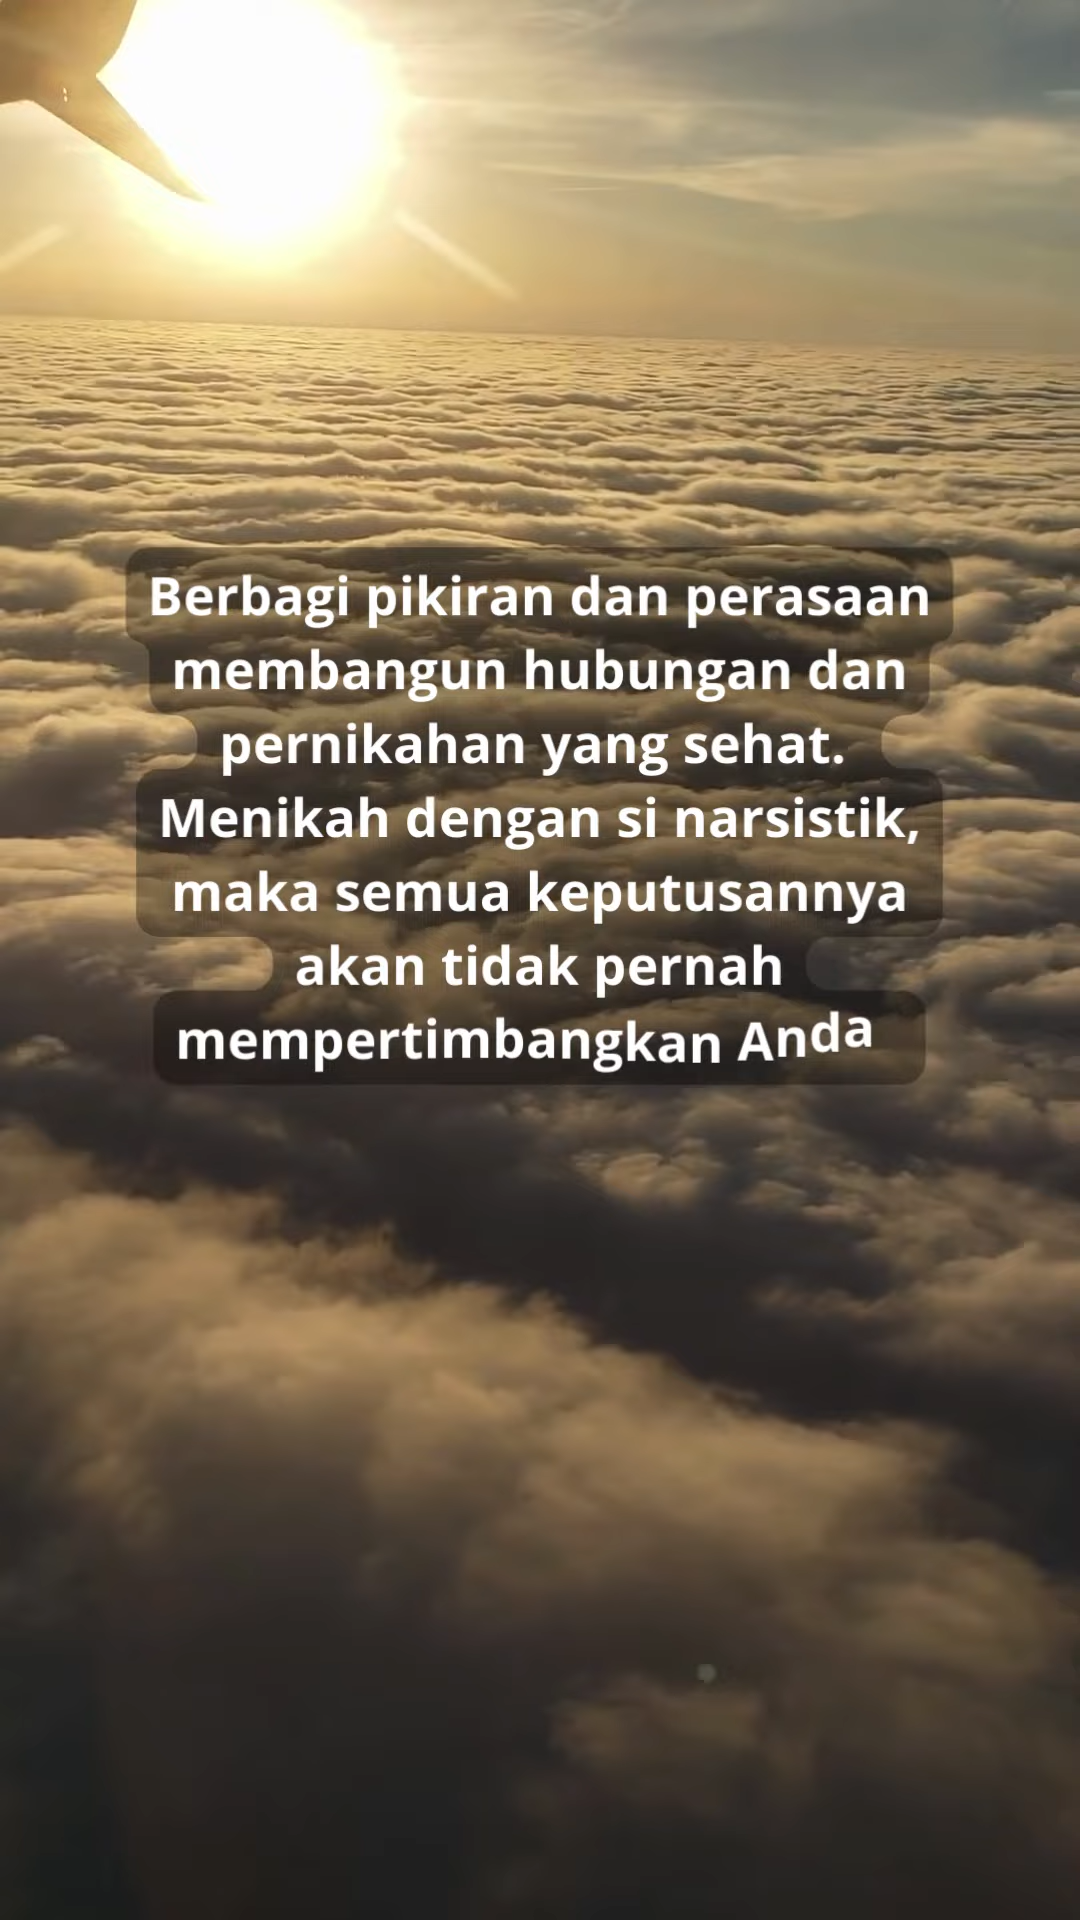 Berbagi pikiran dan perasaan
membangun hubungan dan
pernikahan yang sehat.
Menikah dengan si narsistik,
maka semua keputusannya
akan tidak pernah
mempertimbangkan Anda